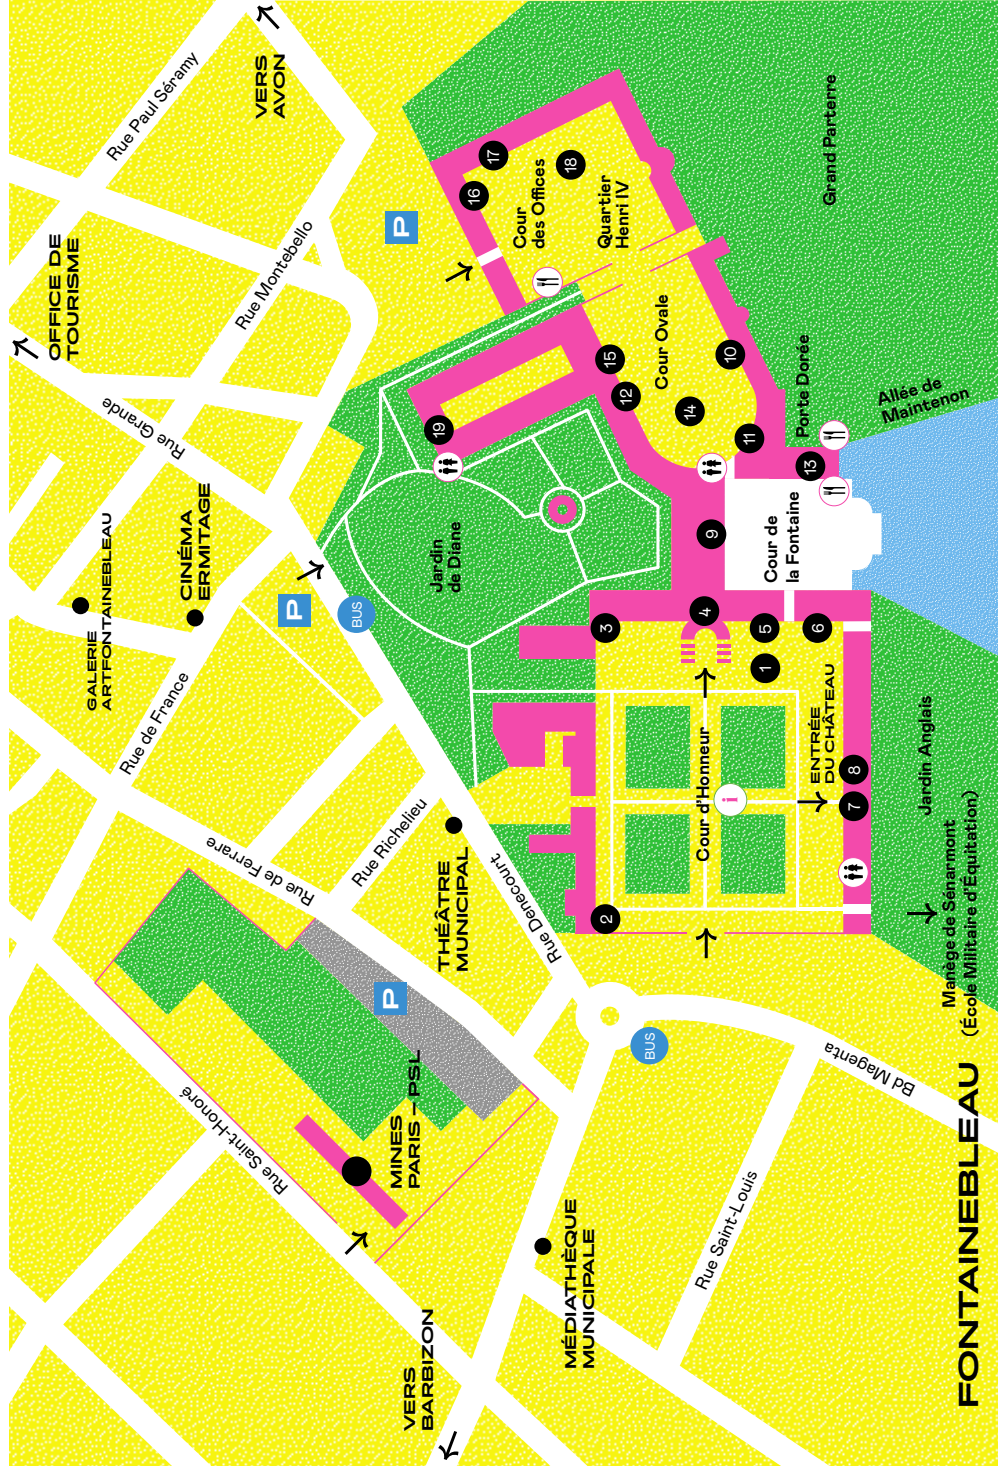 VERS
BARBIZON
Rue Saint-Honoré
MINES
PARIS – PSL
P
Rue de Ferrare
Rue Richelieu
Rue de France
GALERIE
ARTFONTAINEBLEAU
CINÉMA
ERMITAGE
P
BUS
Rue Grande
OFFICE DE
TOURISME
Rue Montebello
Rue Paul Séramy
VERS
AVON
P
THÉÂTRE
MUNICIPAL
Rue Denecourt
MÉDIATHÈQUE
MUNICIPALE
BUS
Rue Saint-Louis
Bd Magenta
Jardin
de Diane
19
16
17
18
Cour
des Offices
Quartier
Henri IV
15
12
Cour Ovale
14
10
11
Porte Dorée
13
9
Cour de
la Fontaine
Allée de
Maintenon
Grand Parterre
2
3
4
5
6
1
Cour d'Honneur
i
ENTRÉE
DU CHÂTEAU
7
8
Jardin Anglais
Manège de Sénarmont
(École Militaire d'Équitation)
FONTAINEBLEAU